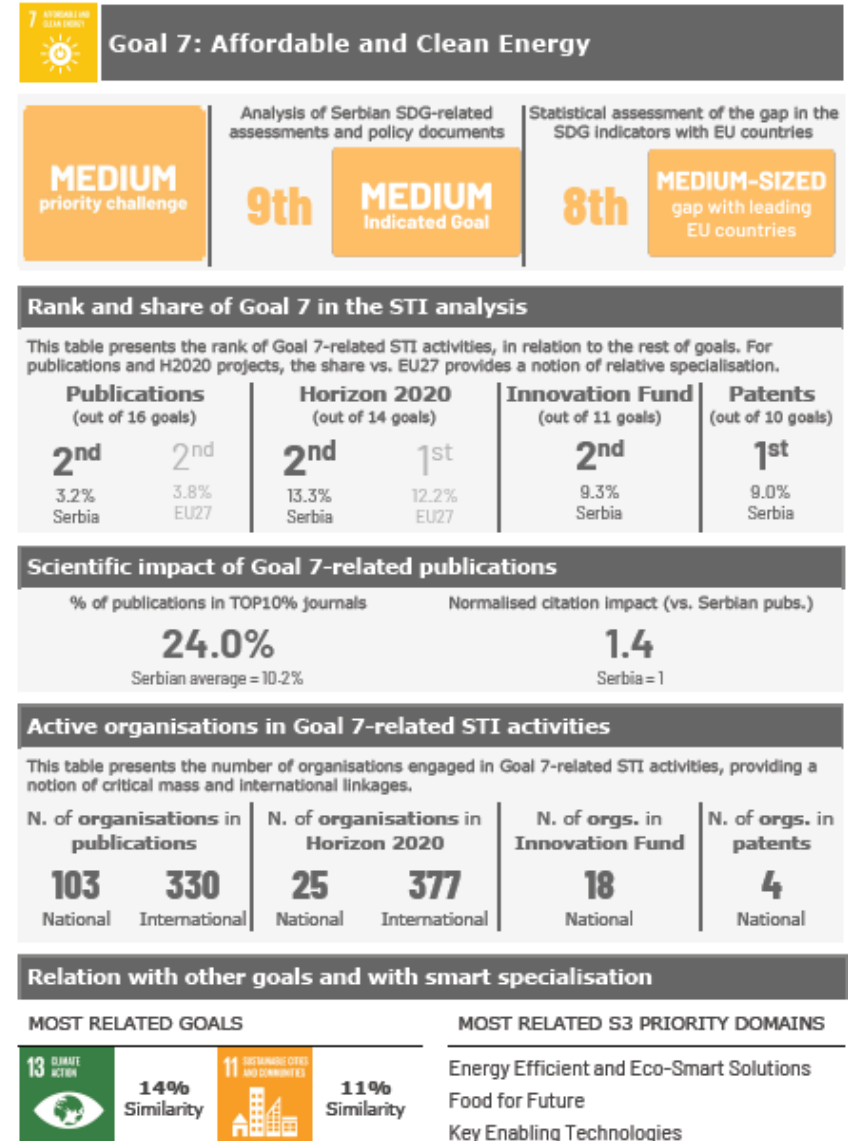 7 AFFORDABLE AND
CLEAN ENERGY
Goal 7: Affordable and Clean Energy
MEDIUM
priority challenge
Analysis of Serbian SDG-related
assessments and policy documents
9th
MEDIUM
Indicated Goal
Statistical assessment of the gap in the
SDG indicators with EU countries
8th
MEDIUM-SIZED
gap with leading
EU countries
Rank and share of Goal 7 in the STI analysis
This table presents the rank of Goal 7-related STI activities, in relation to the rest of goals. For
publications and H2020 projects, the share vs. EU27 provides a notion of relative specialisation.
Publications
(out of 16 goals)
2nd
3.2%
Serbia
2nd
3.8%
EU27
Horizon 2020
(out of 14 goals)
2nd
13.3%
Serbia
1st
12.2%
EU27
Innovation Fund
(out of 11 goals)
2nd
9.3%
Serbia
Patents
(out of 10 goals)
1st
9.0%
Serbia
Scientific impact of Goal 7-related publications
% of publications in TOP10% journals
24.0%
Serbian average = 10.2%
Normalised citation impact (vs. Serbian pubs.)
1.4
Serbia = 1
Active organisations in Goal 7-related STI activities
This table presents the number of organisations engaged in Goal 7-related STI activities, providing a
notion of critical mass and international linkages.
N. of organisations in
publications
103
National
330
International
N. of organisations in
Horizon 2020
25
National
377
International
N. of orgs. in
Innovation Fund
18
National
N. of orgs. in
patents
4
National
Relation with other goals and with smart specialisation
MOST RELATED GOALS
13 CLIMATE
ACTION
14%
Similarity
11 SUSTAINABLE CITIES
AND COMMUNITIES
11%
Similarity
MOST RELATED S3 PRIORITY DOMAINS
Energy Efficient and Eco-Smart Solutions
Food for Future
Key Enabling Technologies